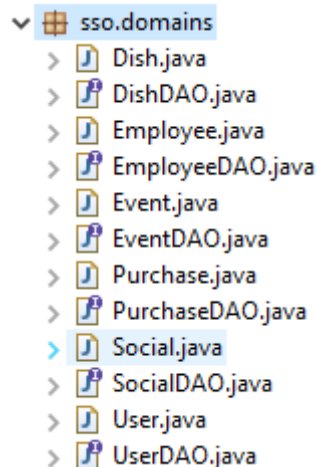 sso.domains
Dish.java
DishDAO.java
Employee.java
EmployeeDAO.java
Event.java
EventDAO.java
Purchase.java
PurchaseDAO.java
Social.java
SocialDAO.java
User.java
UserDAO.java